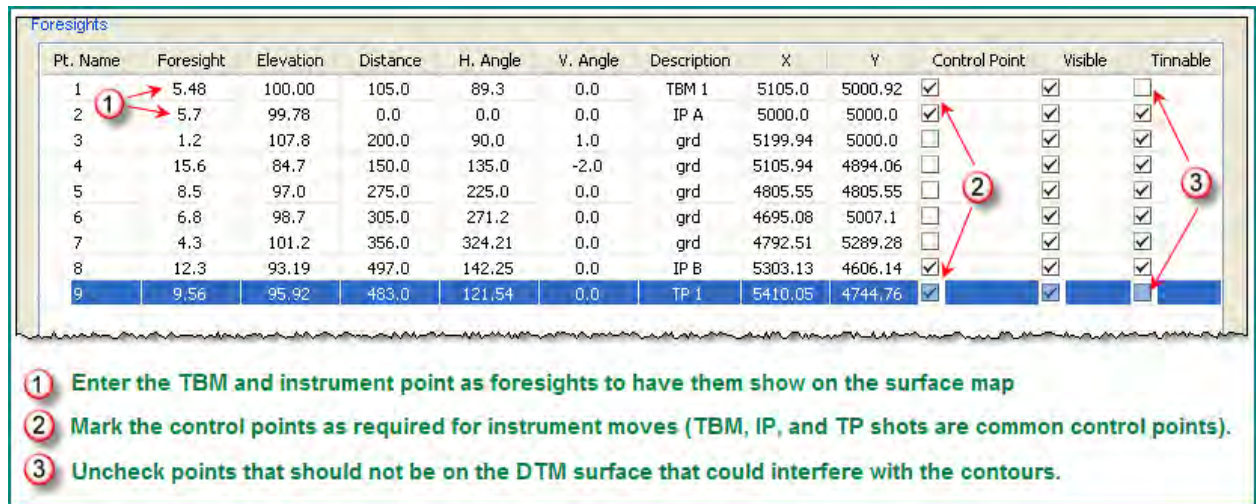 Foresights
Pt. Name Foresight Elevation Distance H. Angle V. Angle Description X Y Control Point Visible Tinnable
1 5.48 100.00 105.0 89.3 0.0 TBM 1 5105.0 5000.92
1
2 5.7 99.78 0.0 0.0 0.0 IP A 5000.0 5000.0
3 1.2 107.8 200.0 90.0 1.0 grd 5199.94 5000.0
4 15.6 84.7 150.0 135.0 -2.0 grd 5105.94 4894.06
2 3
5 8.5 97.0 275.0 225.0 0.0 grd 4805.55 4805.55
6 6.8 98.7 305.0 271.2 0.0 grd 4695.08 5007.1
7 4.3 101.2 356.0 324.21 0.0 grd 4792.51 5289.28
8 12.3 93.19 497.0 142.25 0.0 IP B 5303.13 4606.14
9 9.56 95.92 483.0 121.54 0.0 TP 1 5410.05 4744.76
1 Enter the TBM and instrument point as foresights to have them show on the surface map
2 Mark the control points as required for instrument moves (TBM, IP, and TP shots are common control points).
3 Uncheck points that should not be on the DTM surface that could interfere with the contours.